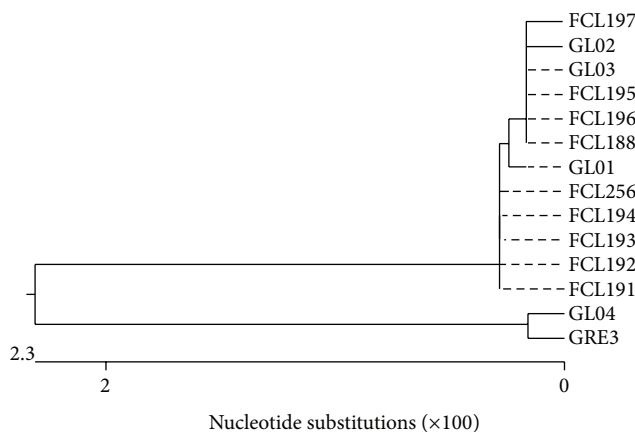 FCL197
GL02
GL03
FCL195
FCL196
FCL188
GL01
FCL256
FCL194
FCL193
FCL192
FCL191
GL04
GRE3
2.3
2 0
Nucleotide substitutions (×100)